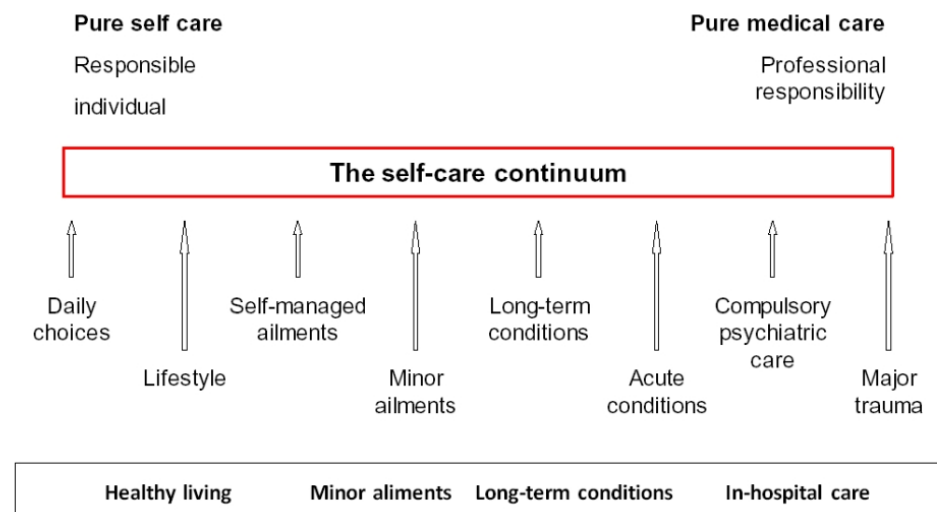 Pure self care
Pure medical care
Responsible
individual
Professional
responsibility
The self-care continuum
Daily
choices
Lifestyle
Self-managed
ailments
Minor
ailments
Long-term
conditions
Acute
conditions
Compulsory
psychiatric
care
Major
trauma
Healthy living
Minor aliments
Long-term conditions
In-hospital care